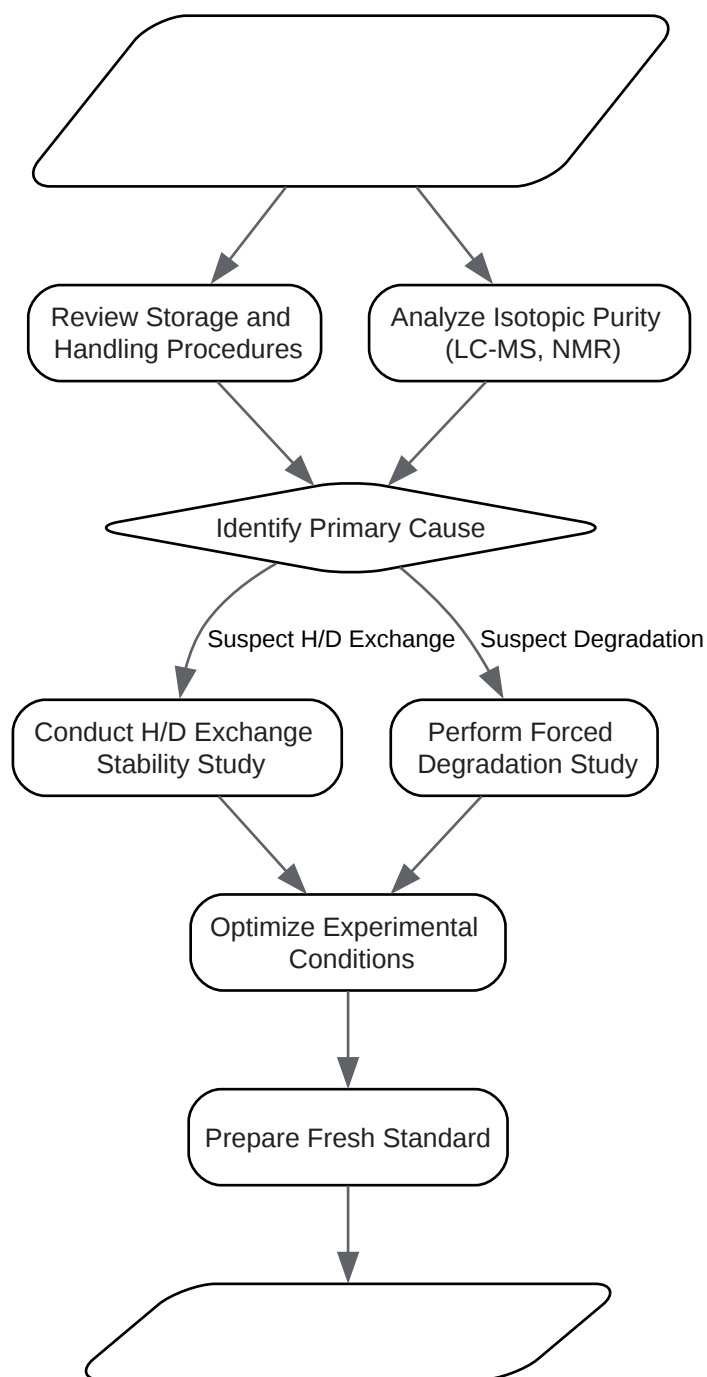 Review Storage and
Handling Procedures
Analyze Isotopic Purity
(LC-MS, NMR)
Identify Primary Cause
Suspect H/D Exchange
Suspect Degradation
Conduct H/D Exchange
Stability Study
Perform Forced
Degradation Study
Optimize Experimental
Conditions
Prepare Fresh Standard